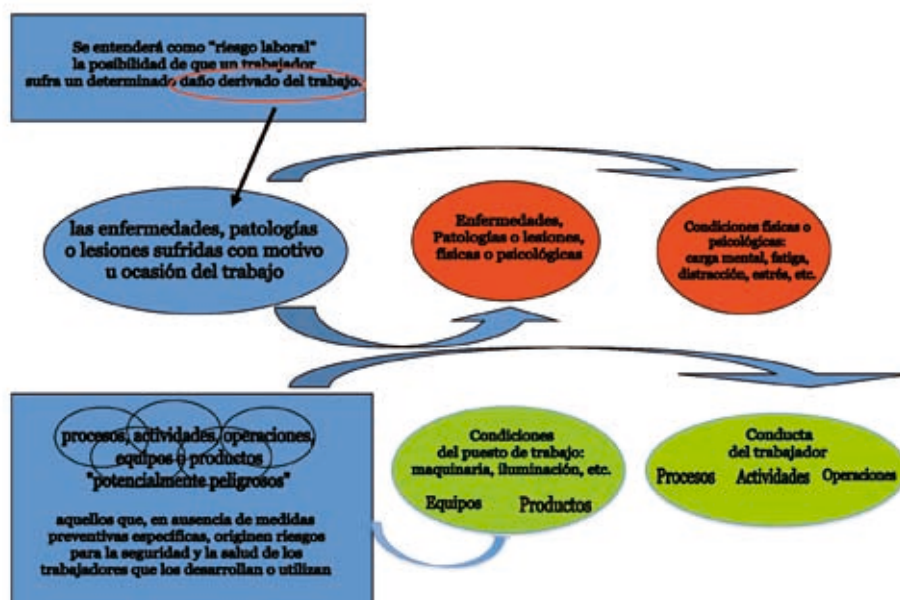 Se entenderá como "riesgo laboral"
la posibilidad de que un trabajador
sufra un determinado daño derivado del trabajo.
las enfermedades, patologías
o lesiones sufridas con motivo
u ocasión del trabajo
Enfermedades,
Patologías o lesiones,
físicas o psicológicas
Condiciones físicas o
psicológicas:
carga mental, fatiga,
distracción, estrés, etc.
procesos, actividades, operaciones,
equipos o productos
"potencialmente peligrosos"
aquellos que, en ausencia de medidas
preventivas específicas, originen riesgos
para la seguridad y la salud de los
trabajadores que los desarrollan o utilizan
Condiciones
del puesto de trabajo:
maquinaria, iluminación, etc.
Equipos Productos
Conducta
del trabajador
Procesos Actividades Operaciones